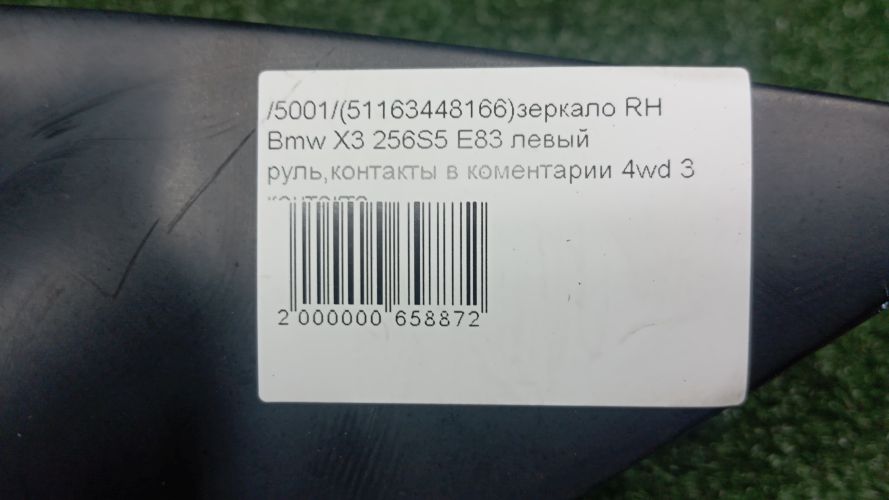 /5001/(51163448166)зеркало RH
Bmw X3 256S5 E83 левый
руль,контакты в коментарии 4wd 3
2 000000 658872